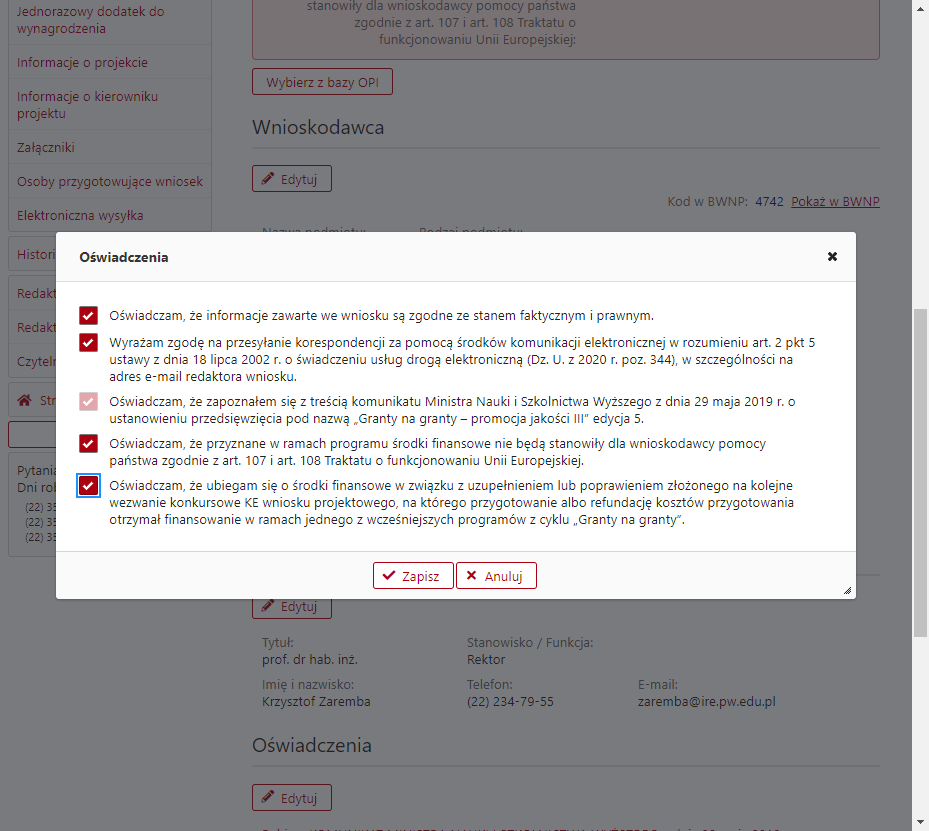 Jednorazowy dodatek do
wynagrodzenia
Informacje o projekcie
Informacje o kierowniku
projektu
Załączniki
Osoby przygotowujące wniosek
Elektroniczna wysyłka
Histori
Redakt
Redakt
Czyteln
Str
Pytania
Dni rob
(22) 35
(22) 35
(22) 35
stanowiły dla wnioskodawcy pomocy państwa
zgodnie z art. 107 i art. 108 Traktatu o
funkcjonowaniu Unii Europejskiej:
Wybierz z bazy OPI
Wnioskodawca
Edytuj
Kod w BWNP: 4742 Pokaż w BWNP
Nazwa podmiotu: Rodzaj podmiotu:
Oświadczenia
Oświadczam, że informacje zawarte we wniosku są zgodne ze stanem faktycznym i prawnym.
Wyrażam zgodę na przesyłanie korespondencji za pomocą środków komunikacji elektronicznej w rozumieniu art. 2 pkt 5
ustawy z dnia 18 lipca 2002 r. o świadczeniu usług drogą elektroniczną (Dz. U. z 2020 r. poz. 344), w szczególności na
adres e-mail redaktora wniosku.
Oświadczam, że zapoznałem się z treścią komunikatu Ministra Nauki i Szkolnictwa Wyższego z dnia 29 maja 2019 r. o
ustanowieniu przedsięwzięcia pod nazwą „Granty na granty – promocja jakości III” edycja 5.
Oświadczam, że przyznane w ramach programu środki finansowe nie będą stanowiły dla wnioskodawcy pomocy
państwa zgodnie z art. 107 i art. 108 Traktatu o funkcjonowaniu Unii Europejskiej.
Oświadczam, że ubiegam się o środki finansowe w związku z uzupełnieniem lub poprawieniem złożonego na kolejne
wezwanie konkursowe KE wniosku projektowego, na którego przygotowanie albo refundację kosztów przygotowania
otrzymał finansowanie w ramach jednego z wcześniejszych programów z cyklu „Granty na granty”.
Zapisz Anuluj
Edytuj
Tytuł: Stanowisko / Funkcja:
prof. dr hab. inż. Rektor
Imię i nazwisko: Telefon: E-mail:
Krzysztof Zaremba (22) 234-79-55 zaremba@ire.pw.edu.pl
Oświadczenia
Edytuj